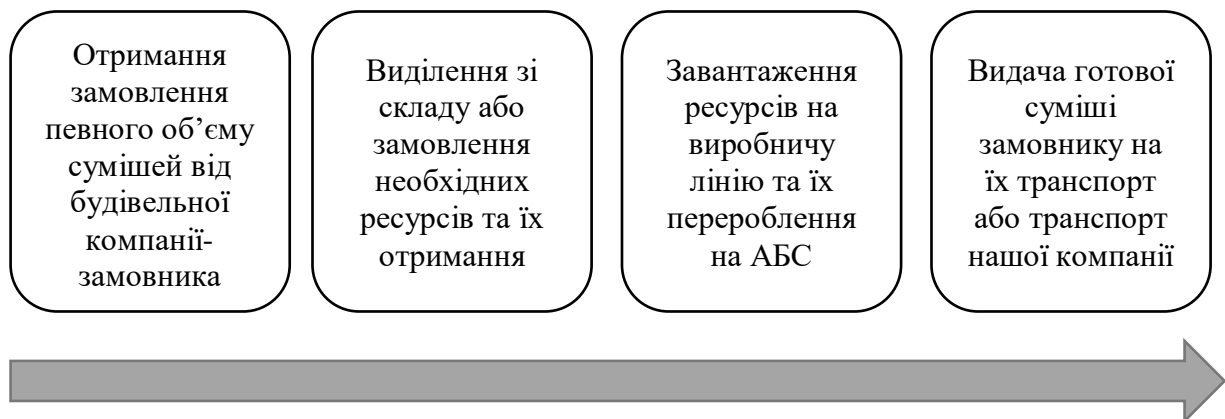 Отримання
замовлення
певного об’єму
сумішей від
будівельної
компанії-
замовника
Виділення зі
складу або
замовлення
необхідних
ресурсів та їх
отримання
Завантаження
ресурсів на
виробничу
лінію та їх
перероблення
на АБС
Видача готової
суміші
замовнику на
їх транспорт
або транспорт
нашої компанії